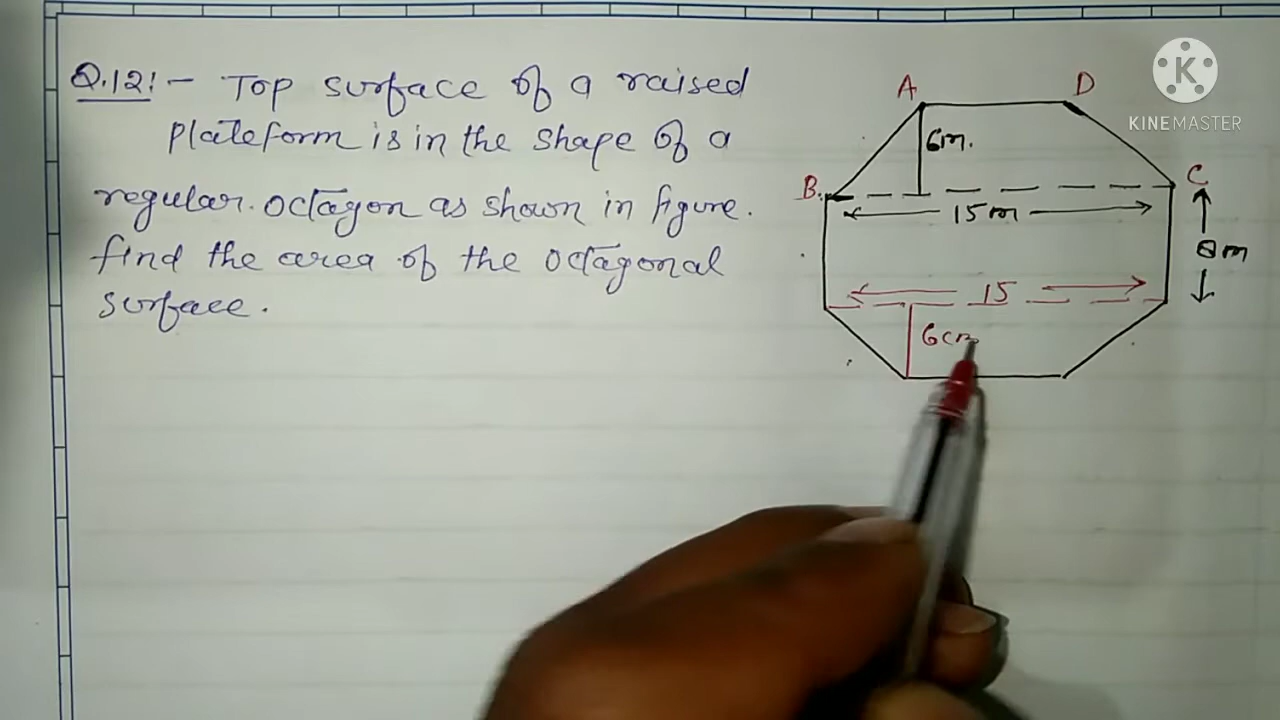 Q.12:- Top surface of a raised
plateform is in the shape of a
regular. octagon as shown in figure.
find the area of the octagonal
surface.
A
D
K
KINEMASTER
6m.
B.
C
15m
8m
15
6cm